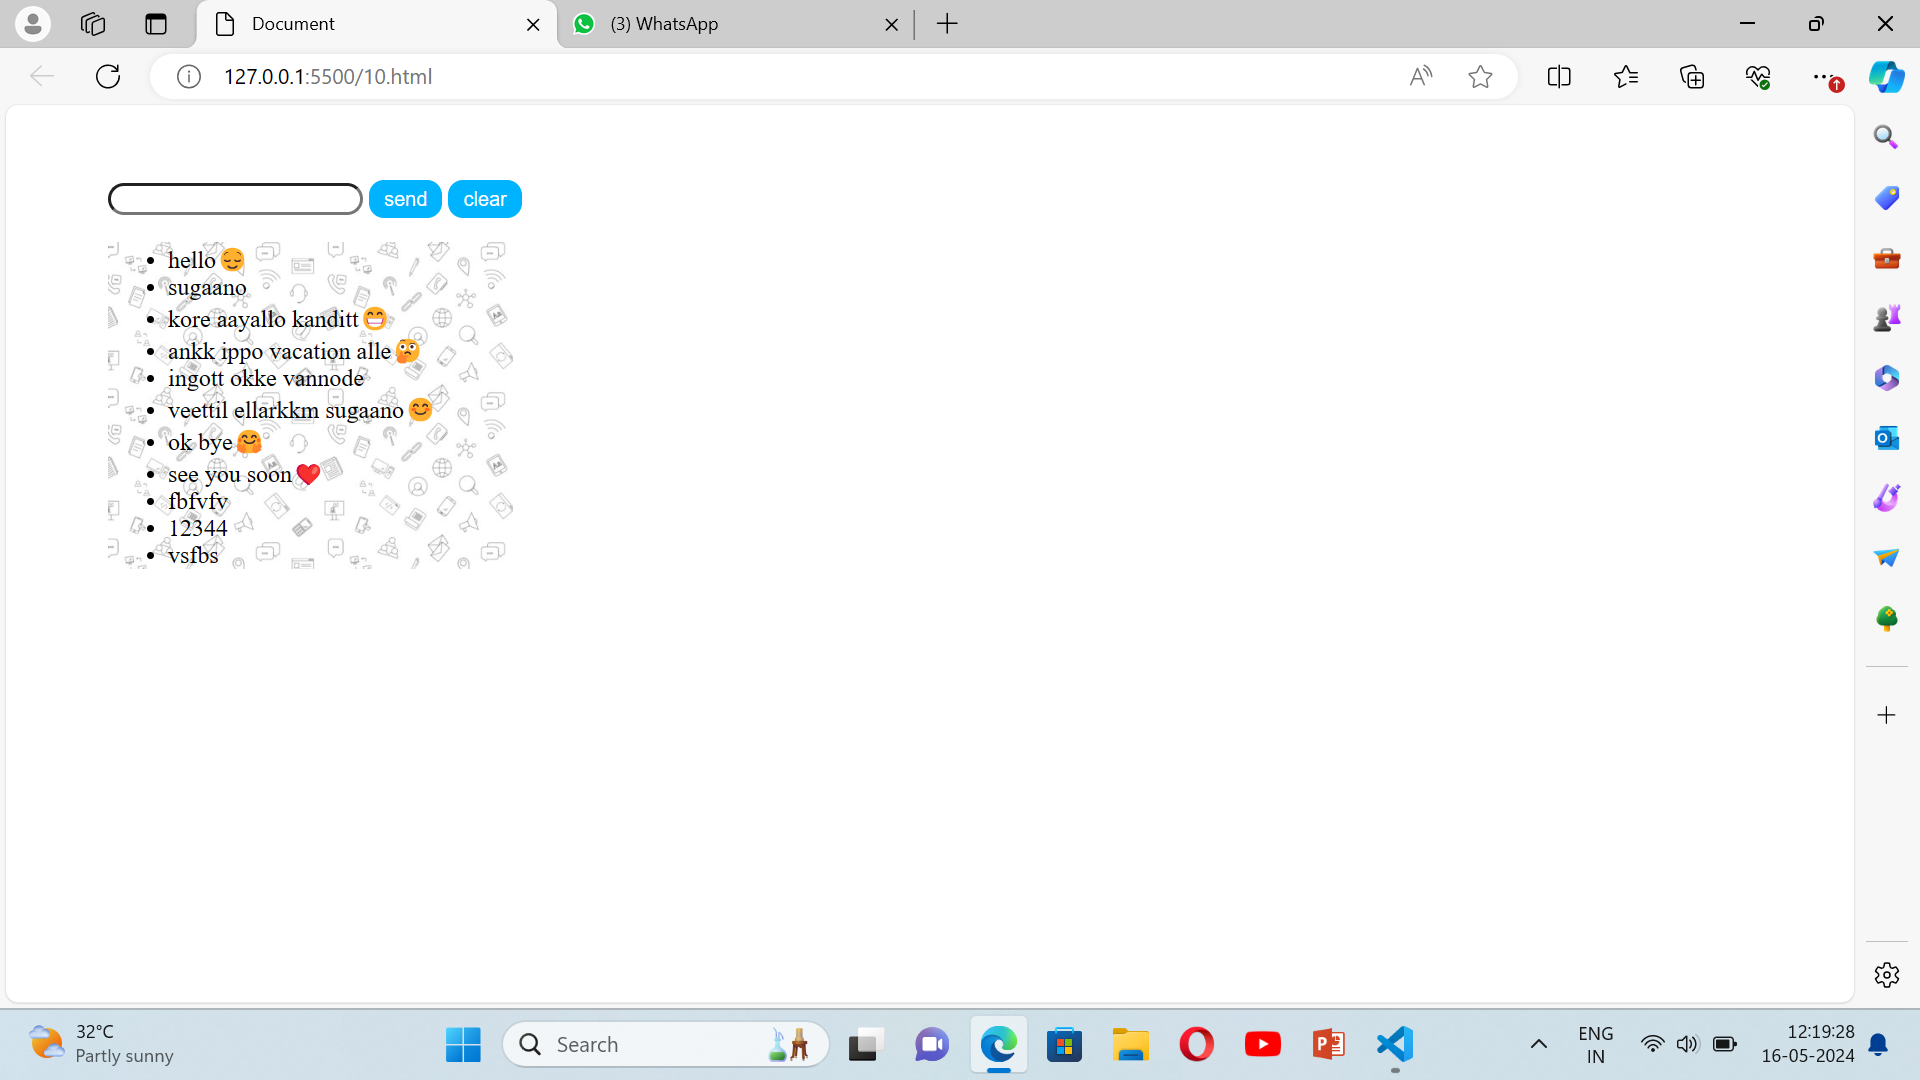 Document
(3) WhatsApp
127.0.0.1:5500/10.html
send
clear
hello😌
sugaano
kore aayallo kanditt😁
ankk ippo vacation alle🤔
ingott okke vannode
veettil ellarkkm sugaano😊
ok bye🤗
see you soon❤️
fbfvfv
12344
vsfbs
32°C
Partly sunny
Search
ENG
IN
12:19:28
16-05-2024